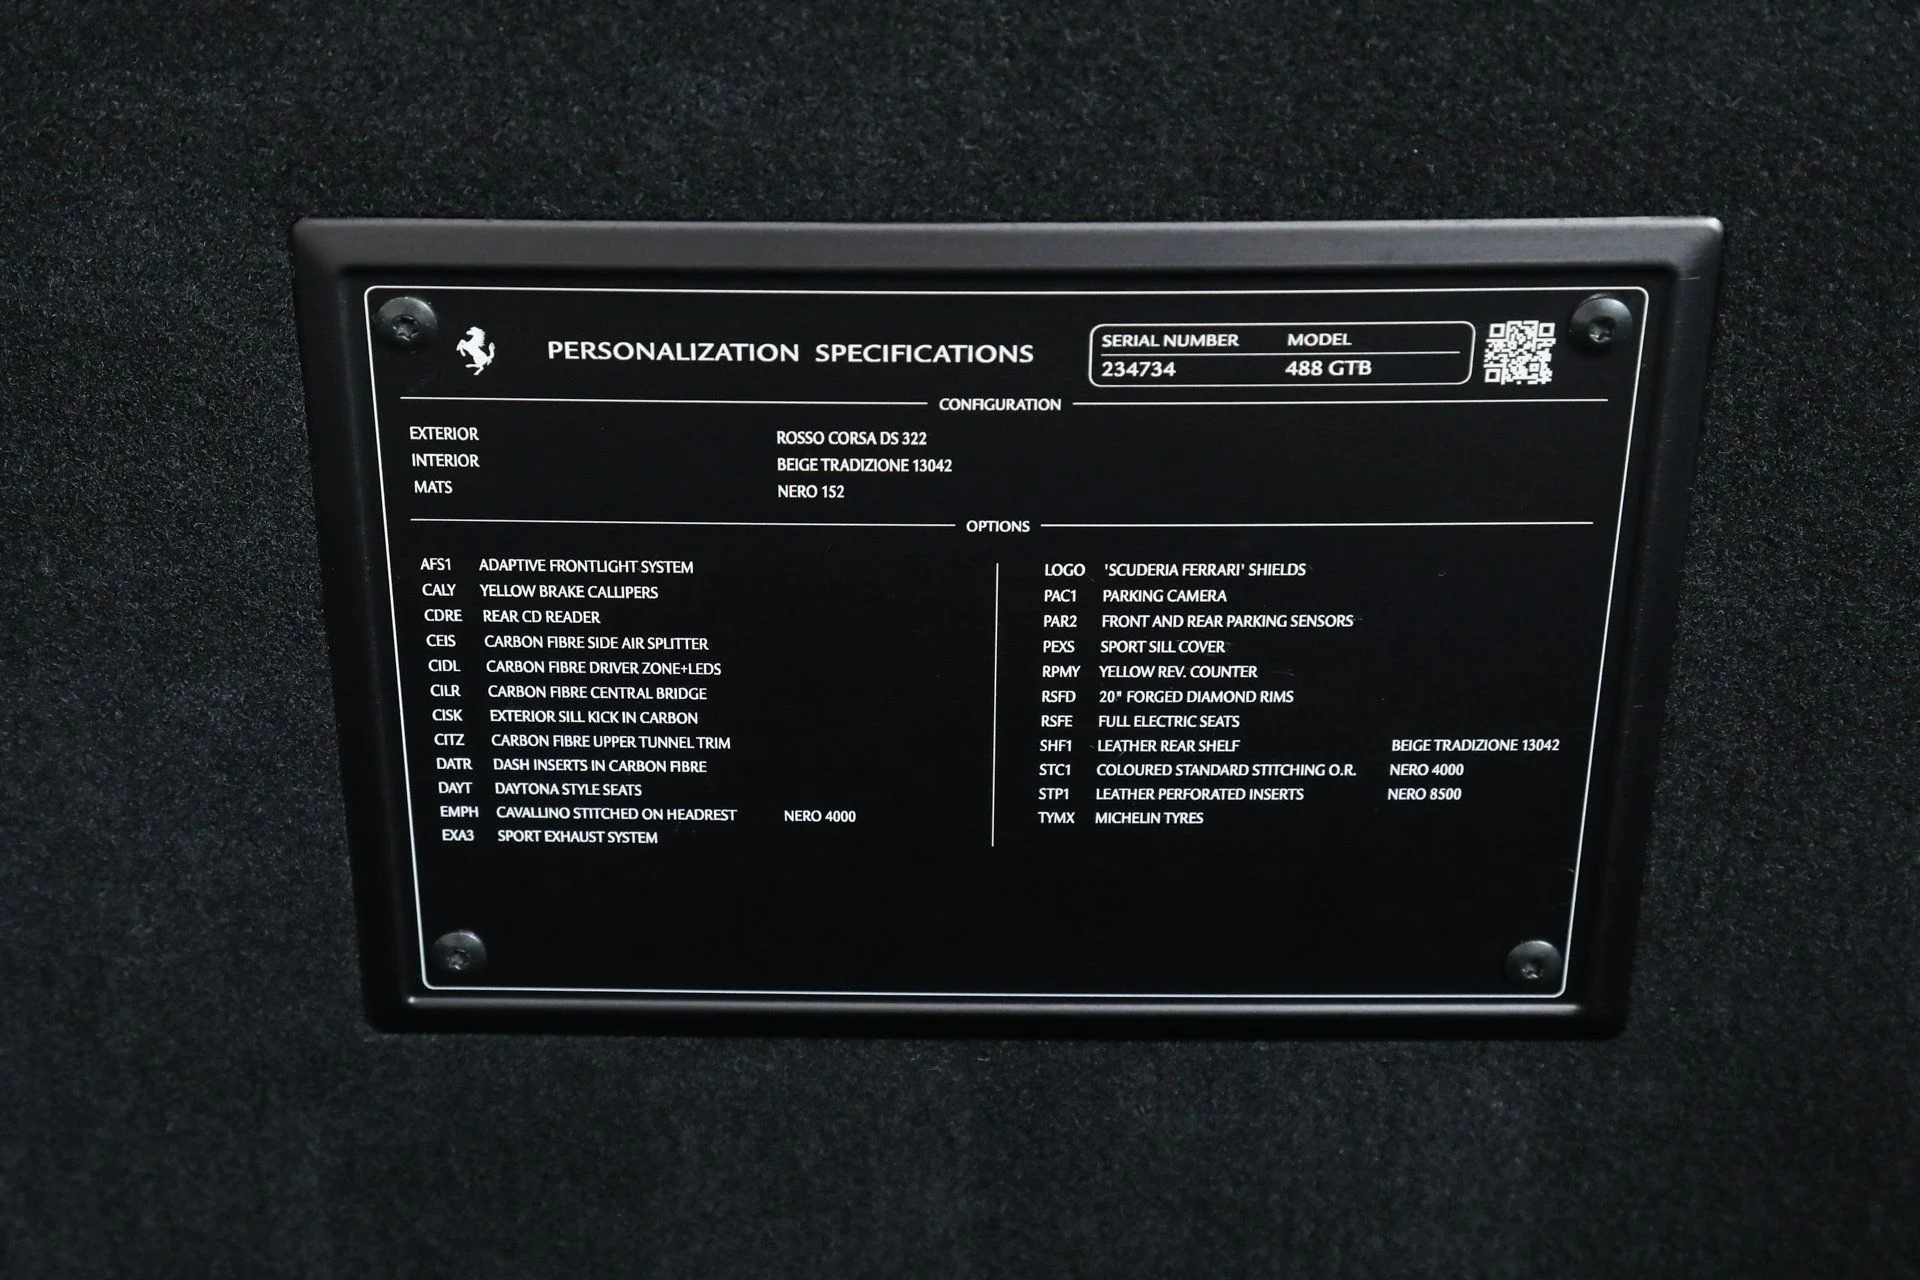 PERSONALIZATION SPECIFICATIONS
SERIAL NUMBER MODEL
234734 488 GTB
CONFIGURATION
EXTERIOR ROSSO CORSA DS 322
INTERIOR BEIGE TRADIZIONE 13042
MATS NERO 152
OPTIONS
AFS1 ADAPTIVE FRONTLIGHT SYSTEM
CALY YELLOW BRAKE CALLIPERS
CDRE REAR CD READER
CEIS CARBON FIBRE SIDE AIR SPLITTER
CIDL CARBON FIBRE DRIVER ZONE+LEDS
CILR CARBON FIBRE CENTRAL BRIDGE
CISK EXTERIOR SILL KICK IN CARBON
CITZ CARBON FIBRE UPPER TUNNEL TRIM
DATR DASH INSERTS IN CARBON FIBRE
DAYT DAYTONA STYLE SEATS
EMPH CAVALLINO STITCHED ON HEADREST NERO 4000
EXA3 SPORT EXHAUST SYSTEM
LOGO 'SCUDERIA FERRARI' SHIELDS
PAC1 PARKING CAMERA
PAR2 FRONT AND REAR PARKING SENSORS
PEXS SPORT SILL COVER
RPMY YELLOW REV. COUNTER
RSFD 20" FORGED DIAMOND RIMS
RSFE FULL ELECTRIC SEATS
SHF1 LEATHER REAR SHELF BEIGE TRADIZIONE 13042
STC1 COLOURED STANDARD STITCHING O.R. NERO 4000
STP1 LEATHER PERFORATED INSERTS NERO 8500
TYMX MICHELIN TYRES